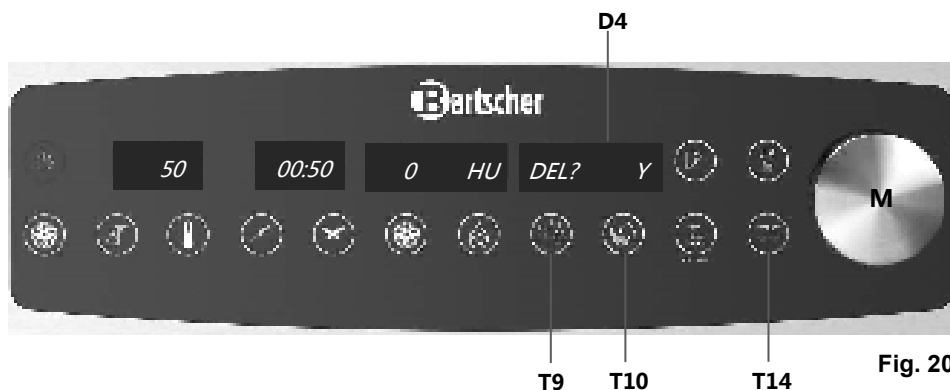 D4
Bartscher
50 00:50 0 HU DEL? Y
M
Fig. 20
T9 T10 T14